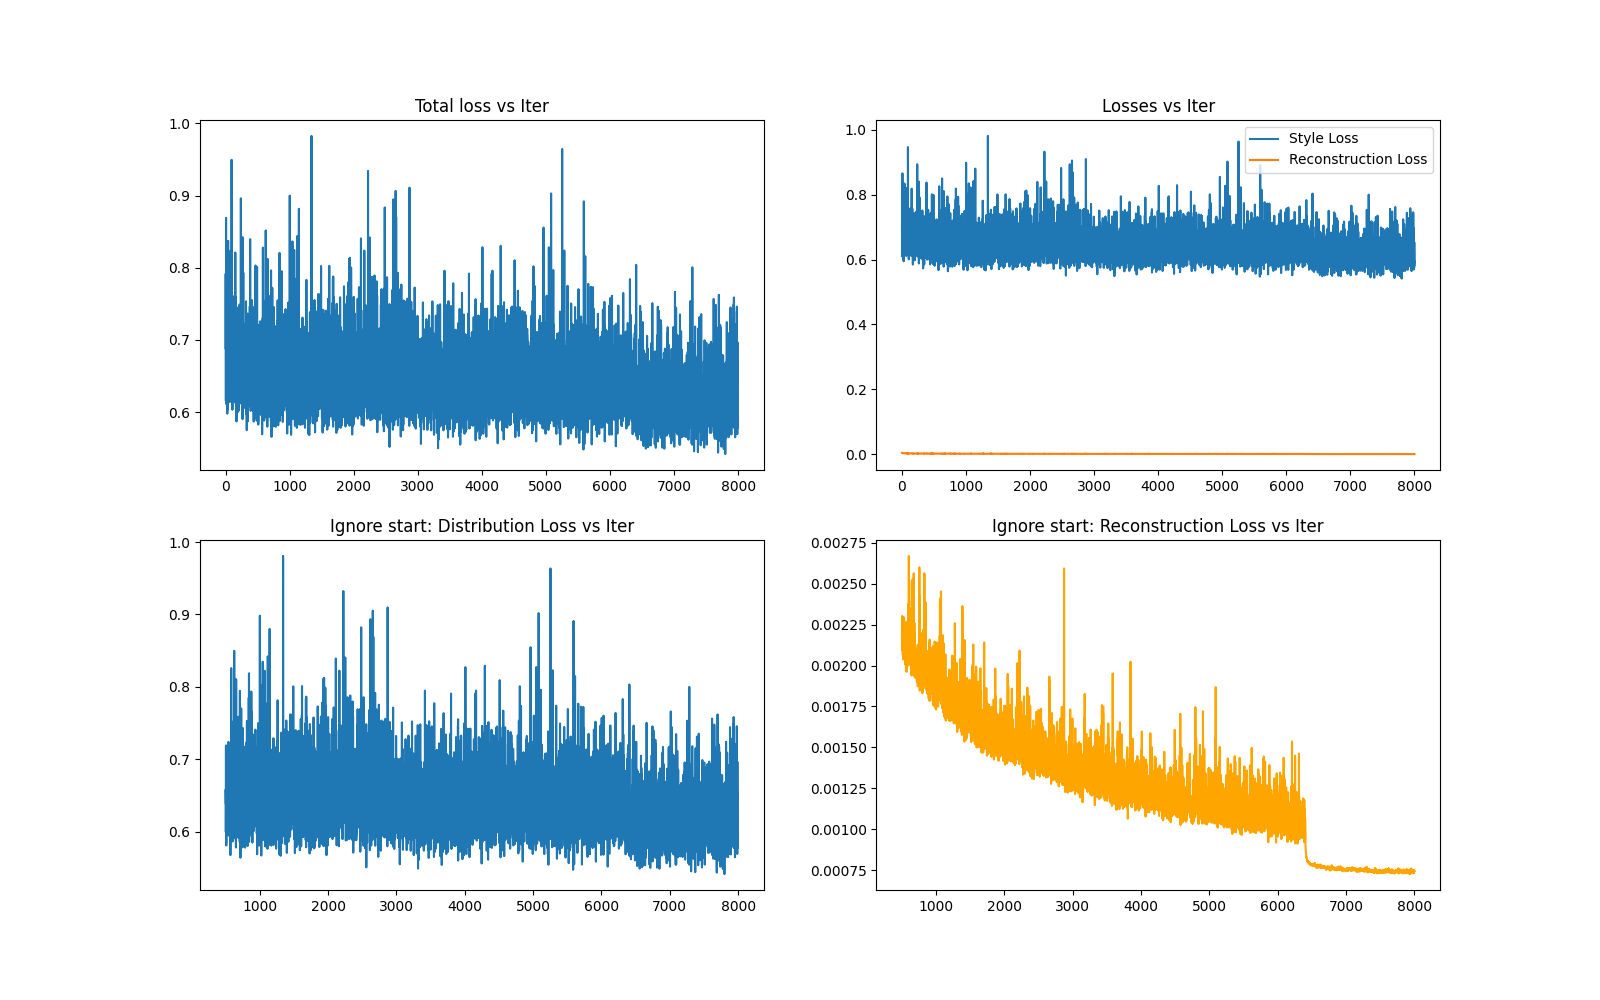 Total loss vs Iter
1.0
0.9
0.8
0.7
0.6
0 1000 2000 3000 4000 5000 6000 7000 8000
Losses vs Iter
Style Loss
Reconstruction Loss
1.0
0.8
0.6
0.4
0.2
0.0
0 1000 2000 3000 4000 5000 6000 7000 8000
Ignore start: Distribution Loss vs Iter
1.0
0.9
0.8
0.7
0.6
1000 2000 3000 4000 5000 6000 7000 8000
Ignore start: Reconstruction Loss vs Iter
0.00275
0.00250
0.00225
0.00200
0.00175
0.00150
0.00125
0.00100
0.00075
1000 2000 3000 4000 5000 6000 7000 8000